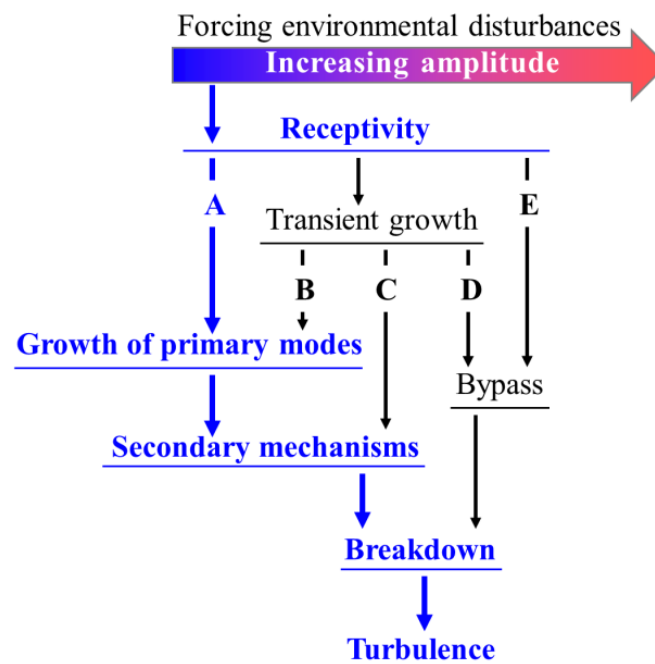 Forcing environmental disturbances
Increasing amplitude
Receptivity
A
E
Transient growth
B
C
D
Growth of primary modes
Bypass
Secondary mechanisms
Breakdown
Turbulence